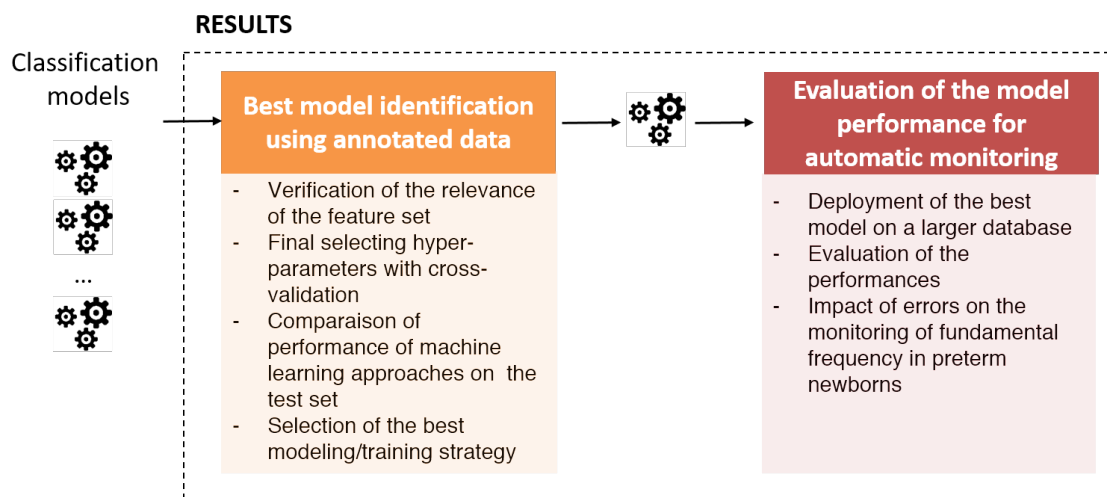 RESULTS
Classification
models
...
Best model identification
using annotated data
- Verification of the relevance
of the feature set
- Final selecting hyper-
parameters with cross-
validation
- Comparaison of
performance of machine
learning approaches on the
test set
- Selection of the best
modeling/training strategy
Evaluation of the model
performance for
automatic monitoring
- Deployment of the best
model on a larger database
- Evaluation of the
performances
- Impact of errors on the
monitoring of fundamental
frequency in preterm
newborns